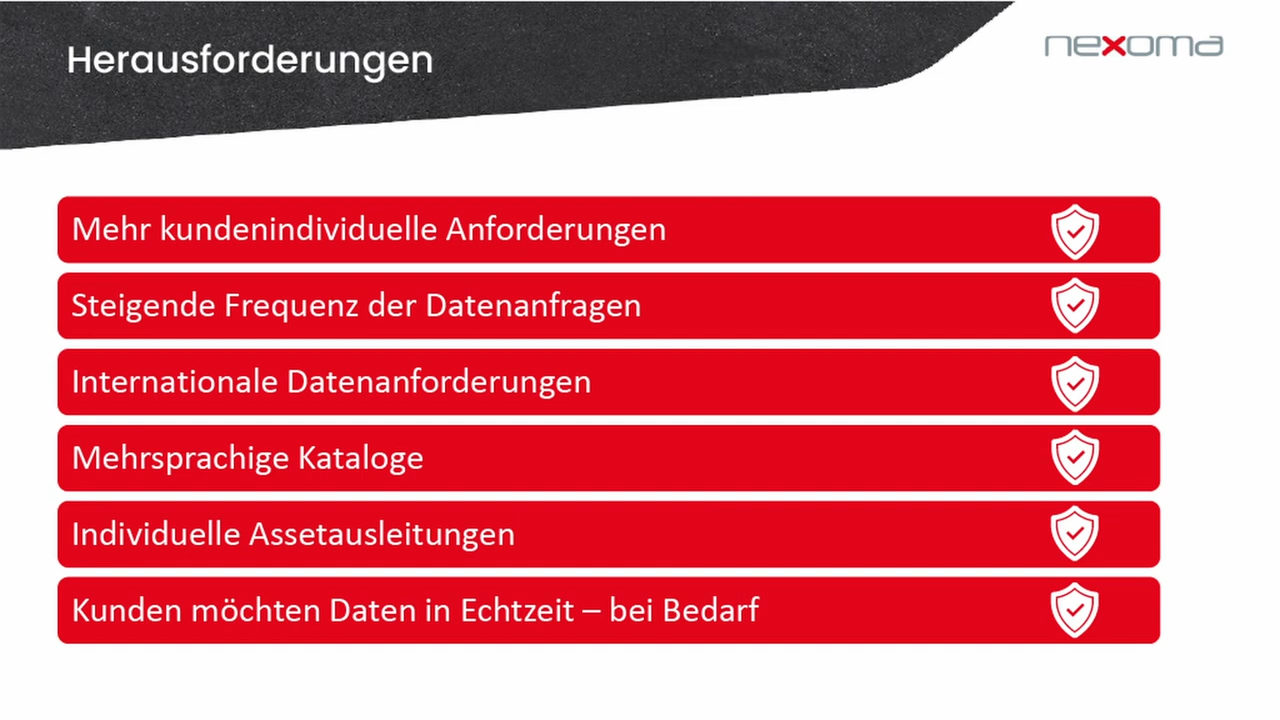 Herausforderungen
nexoma
Mehr kundenindividuelle Anforderungen
Steigende Frequenz der Datenanfragen
Internationale Datenanforderungen
Mehrsprachige Kataloge
Individuelle Assetausleitungen
Kunden möchten Daten in Echtzeit – bei Bedarf